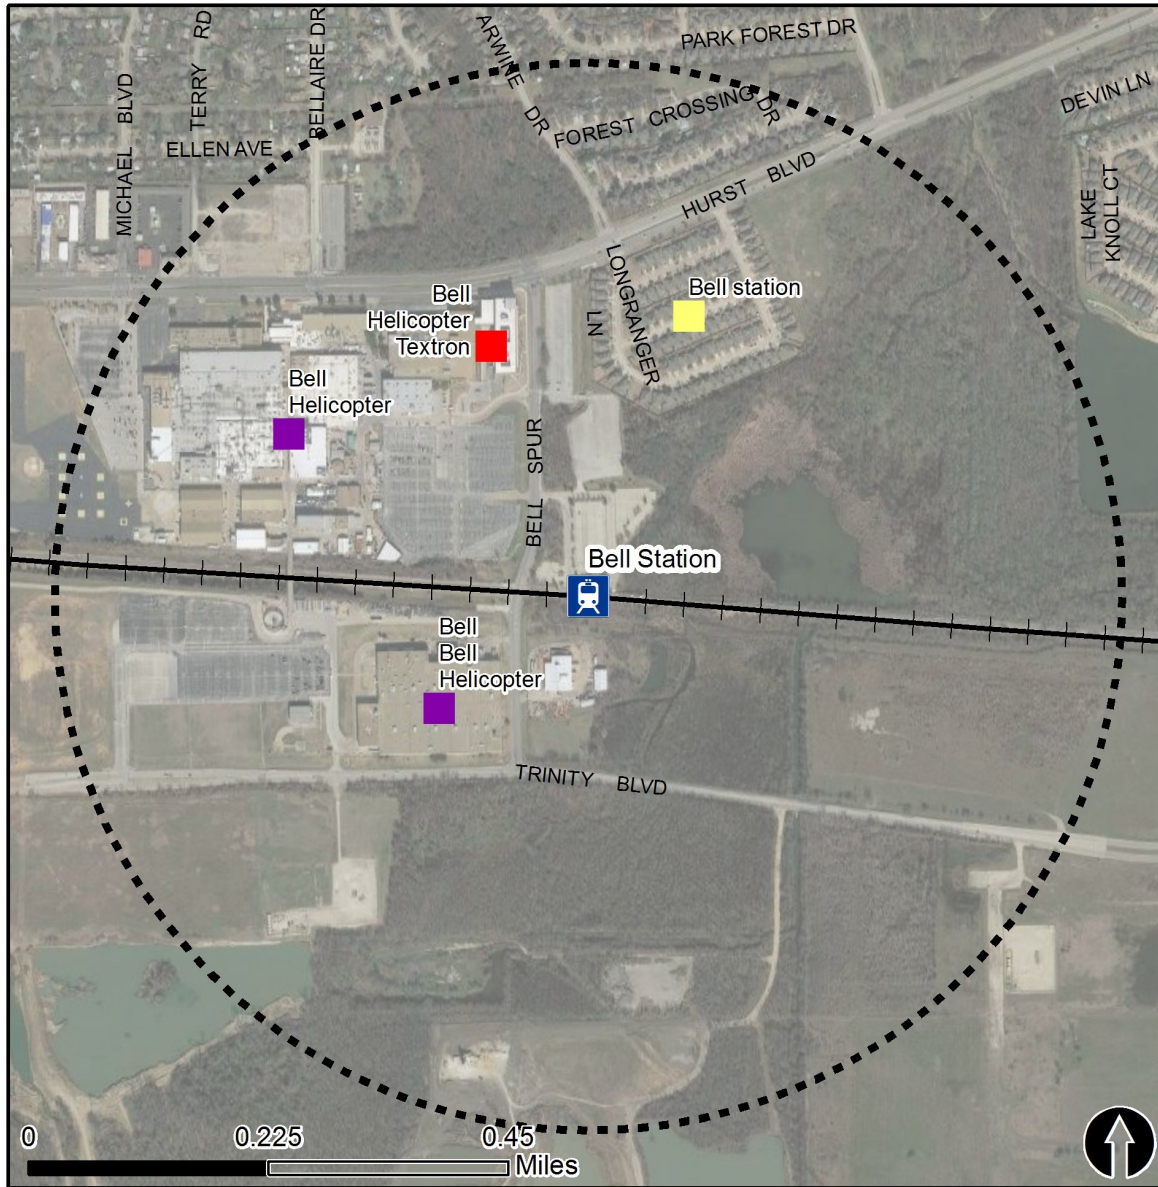 PARK FOREST DR
ARWINE DR
TERRY RD
BELLAIRE DR
MICHAEL BLVD
DEVIN LN
FOREST CROSSING DR
ELLEN AVE
HURST BLVD
LAKE
KNOLL CT
LONGRANGER
LN
Bell station
Bell
Helicopter
Textron
Bell
Helicopter
BELL SPUR
Bell Station
Bell
Bell
Helicopter
TRINITY BLVD
0 0.225 0.45
Miles